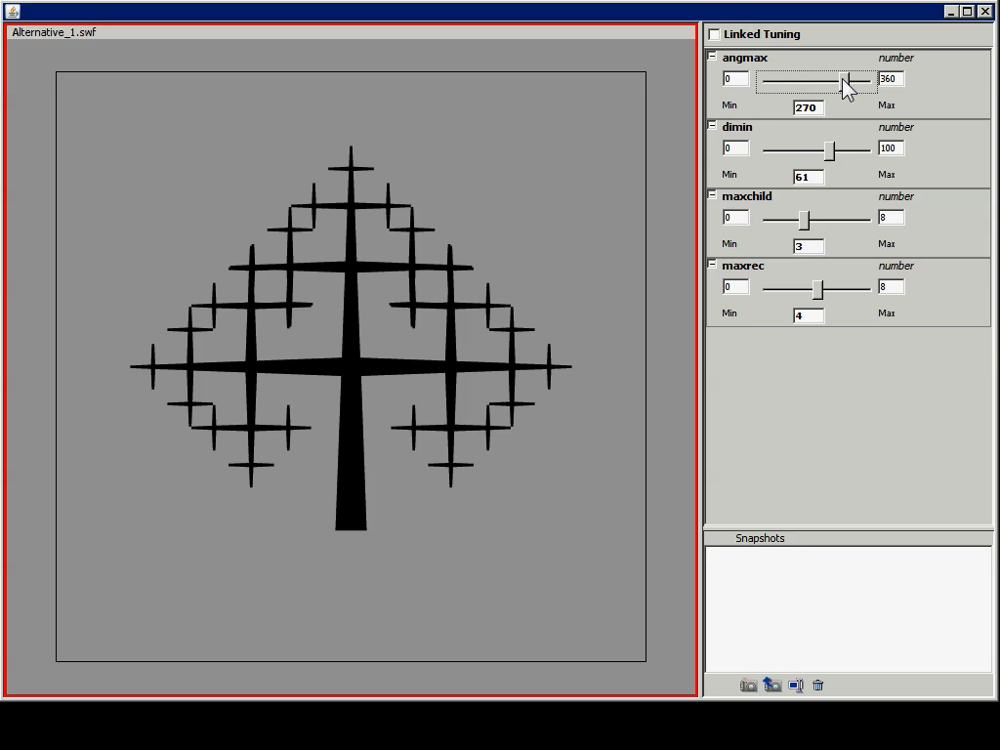 Alternative_1.swf
Linked Tuning
angmax number
0 360
Min 270 Max
dimin number
0 100
Min 61 Max
maxchild number
0 8
Min 3 Max
maxrec number
0 8
Min 4 Max
Snapshots